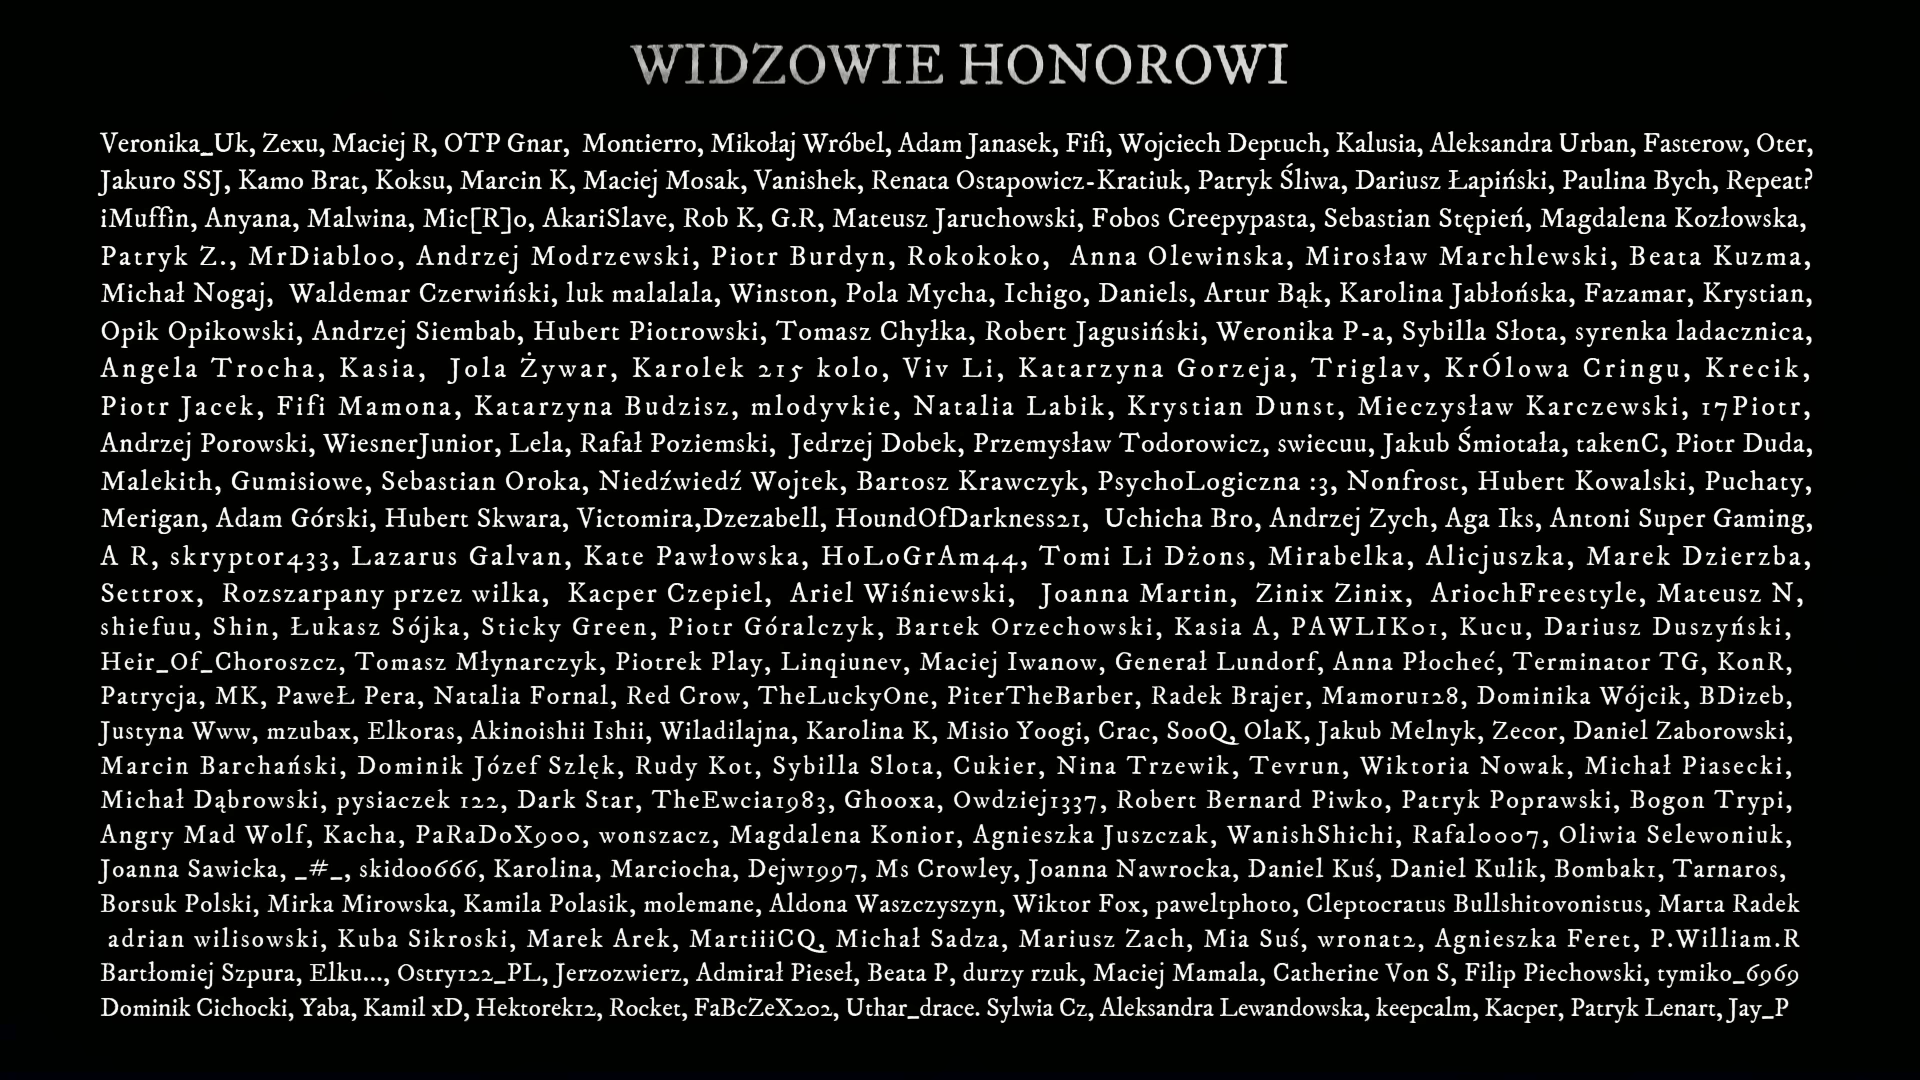 WIDZOWIE HONOROWI
Veronika_Uk, Zexu, Maciej R, OTP Gnar, Montierro, Mikołaj Wróbel, Adam Janasek, Fifi, Wojciech Deptuch, Kalusia, Aleksandra Urban, Fasterow, Oter,
Jakuro SSJ, Kamo Brat, Koksu, Marcin K, Maciej Mosak, Vanishek, Renata Ostapowicz-Kratiuk, Patryk Śliwa, Dariusz Łapiński, Paulina Bych, Repeat?
iMuffin, Anyana, Malwina, Mic[R]o, AkariSlave, Rob K, G.R, Mateusz Jaruchowski, Fobos Creepypasta, Sebastian Stępień, Magdalena Kozłowska,
Patryk Z., MrDiabloo, Andrzej Modrzewski, Piotr Burdyn, Rokokoko, Anna Olewinska, Mirosław Marchlewski, Beata Kuzma,
Michał Nogaj, Waldemar Czerwiński, luk malalala, Winston, Pola Mycha, Ichigo, Daniels, Artur Bąk, Karolina Jabłońska, Fazamar, Krystian,
Opik Opikowski, Andrzej Siembab, Hubert Piotrowski, Tomasz Chyłka, Robert Jagusiński, Weronika P-a, Sybilla Słota, syrenka ladacznica,
Angela Trocha, Kasia, Jola Żywar, Karolek 215 kolo, Viv Li, Katarzyna Gorzeja, Triglav, KrÓlowa Cringu, Krecik,
Piotr Jacek, Fifi Mamona, Katarzyna Budzisz, mlodyvkie, Natalia Labik, Krystian Dunst, Mieczysław Karczewski, 17Piotr,
Andrzej Porowski, WiesnerJunior, Lela, Rafał Poziemski, Jedrzej Dobek, Przemysław Todorowicz, swiecuu, Jakub Śmiotała, takenC, Piotr Duda,
Malekith, Gumisiowe, Sebastian Oroka, Niedźwiedź Wojtek, Bartosz Krawczyk, PsychoLogiczna :3, Nonfrost, Hubert Kowalski, Puchaty,
Merigan, Adam Górski, Hubert Skwara, Victomira,Dzezabell, HoundOfDarkness21, Uchicha Bro, Andrzej Zych, Aga Iks, Antoni Super Gaming,
A R, skryptor433, Lazarus Galvan, Kate Pawłowska, HoLoGrAm44, Tomi Li Dżons, Mirabelka, Alicjuszka, Marek Dzierzba,
Settrox, Rozszarpany przez wilka, Kacper Czepiel, Ariel Wiśniewski, Joanna Martin, Zinix Zinix, AriochFreestyle, Mateusz N,
shiefuu, Shin, Łukasz Sójka, Sticky Green, Piotr Góralczyk, Bartek Orzechowski, Kasia A, PAWLIK01, Kucu, Dariusz Duszyński,
Heir_Of_Choroszcz, Tomasz Młynarczyk, Piotrek Play, Linqiunev, Maciej Iwanow, Generał Lundorf, Anna Płocheć, Terminator TG, KonR,
Patrycja, MK, PaweŁ Pera, Natalia Fornal, Red Crow, TheLuckyOne, PiterTheBarber, Radek Brajer, Mamoru128, Dominika Wójcik, BDizeb,
Justyna Www, mzubax, Elkoras, Akinoishii Ishii, Wiladilajna, Karolina K, Misio Yoogi, Crac, SooQ, OlaK, Jakub Melnyk, Zecor, Daniel Zaborowski,
Marcin Barchański, Dominik Józef Szlęk, Rudy Kot, Sybilla Slota, Cukier, Nina Trzewik, Tevrun, Wiktoria Nowak, Michał Piasecki,
Michał Dąbrowski, pysiaczek 122, Dark Star, TheEwcia1983, Ghooxa, Owdziej1337, Robert Bernard Piwko, Patryk Poprawski, Bogon Trypi,
Angry Mad Wolf, Kacha, PaRaDoX900, wonszacz, Magdalena Konior, Agnieszka Juszczak, WanishShichi, Rafal0007, Oliwia Selewoniuk,
Joanna Sawicka, _#_, skidoo666, Karolina, Marciocha, Dejw1997, Ms Crowley, Joanna Nawrocka, Daniel Kuś, Daniel Kulik, Bombak1, Tarnaros,
Borsuk Polski, Mirka Mirowska, Kamila Polasik, molemane, Aldona Waszczyszyn, Wiktor Fox, paweltphoto, Cleptocratus Bullshitovonistus, Marta Radek
adrian wilisowski, Kuba Sikroski, Marek Arek, MartiiiCQ, Michał Sadza, Mariusz Zach, Mia Suś, wronat2, Agnieszka Feret, P.William.R
Bartłomiej Szpura, Elku..., Ostry122_PL, Jerzozwierz, Admirał Pieseł, Beata P, durzy rzuk, Maciej Mamala, Catherine Von S, Filip Piechowski, tymiko_6969
Dominik Cichocki, Yaba, Kamil xD, Hektorek12, Rocket, FaBcZeX202, Uthar_drace. Sylwia Cz, Aleksandra Lewandowska, keepcalm, Kacper, Patryk Lenart, Jay_P